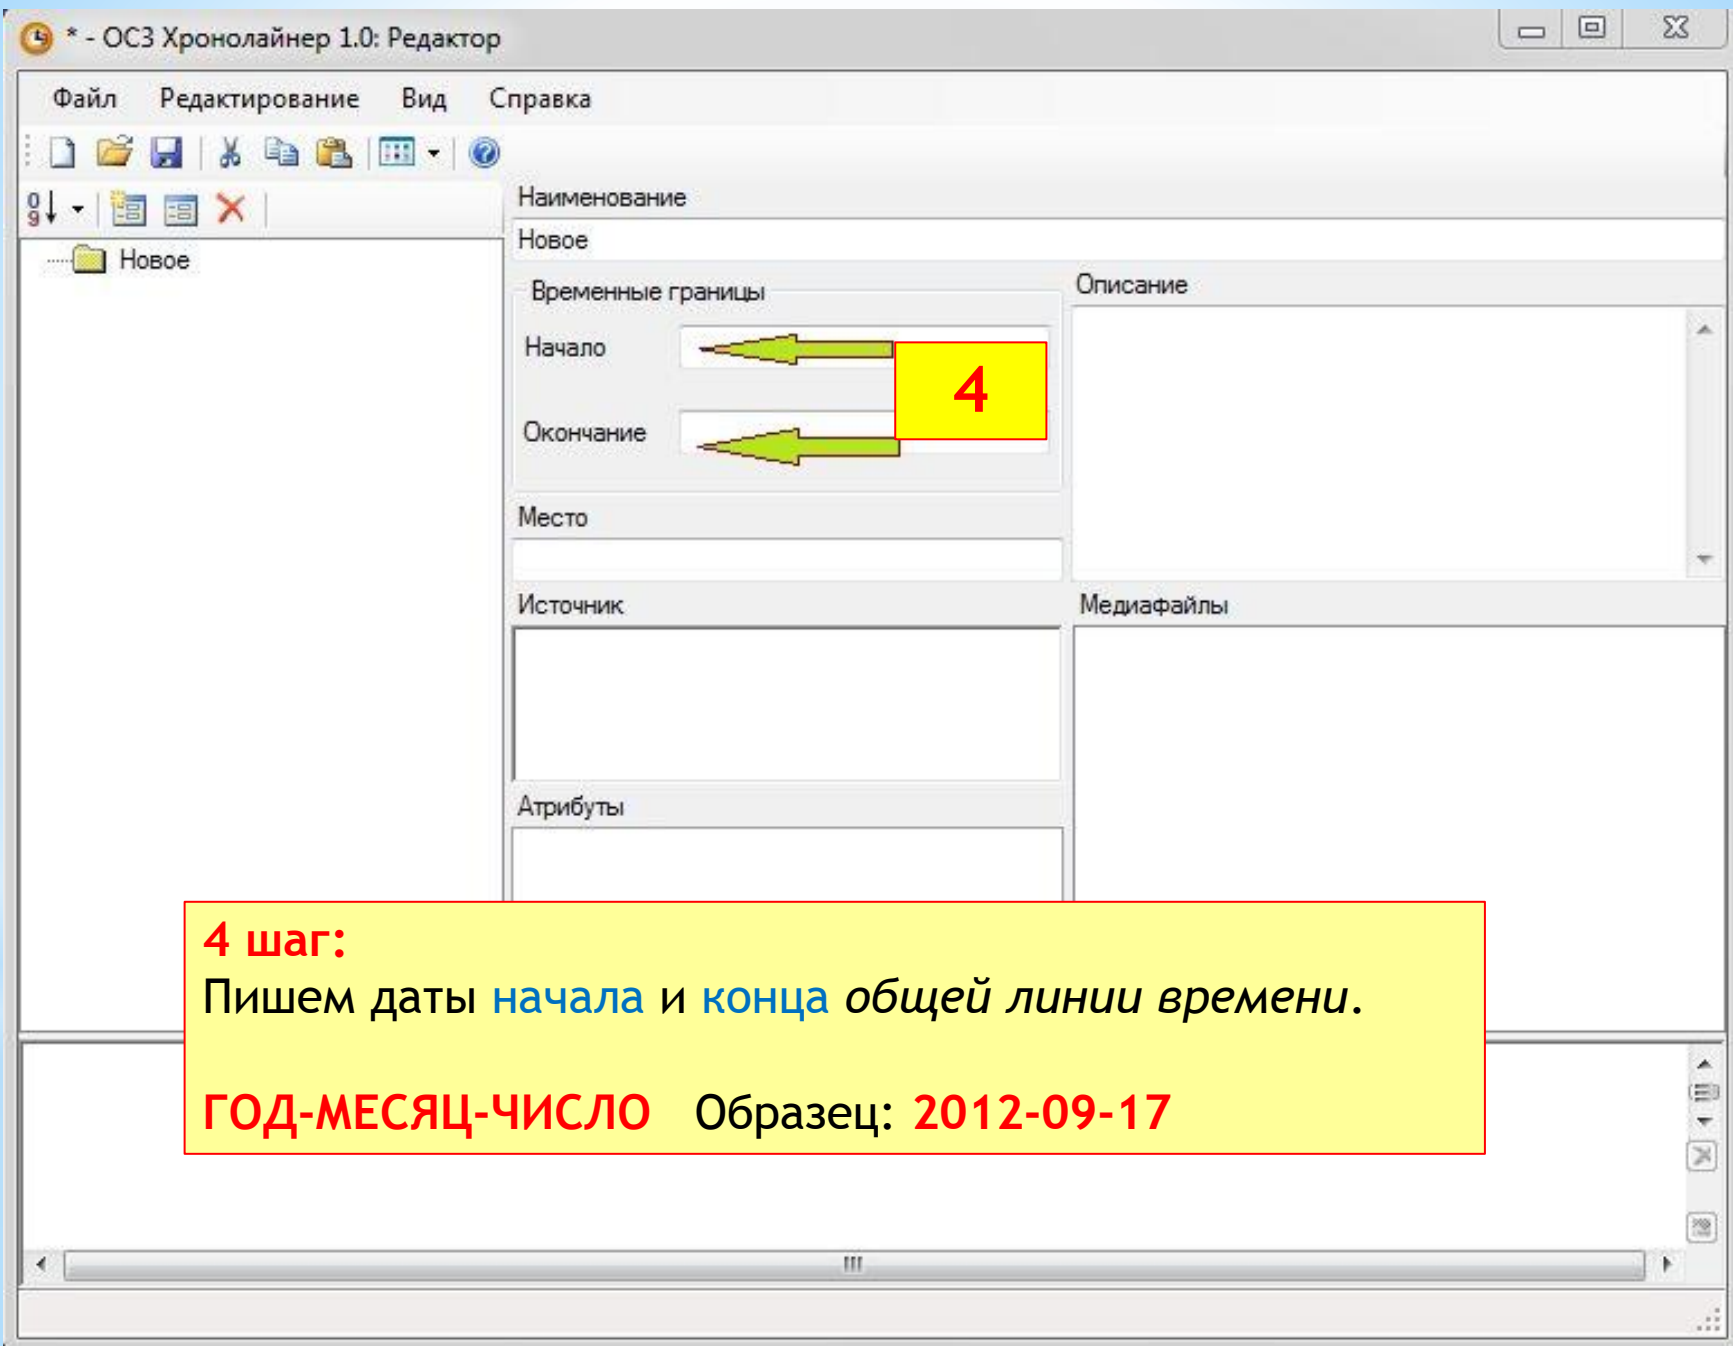 * - ОС3 Хронолайнер 1.0: Редактор
Файл Редактирование Вид Справка
Наименование
Новое
Новое
Временные границы
Описание
Начало
4
Окончание
Место
Источник
Медиафайлы
Атрибуты
4 шаг:
Пишем даты начала и конца общей линии времени.
ГОД-МЕСЯЦ-ЧИСЛО Образец: 2012-09-17